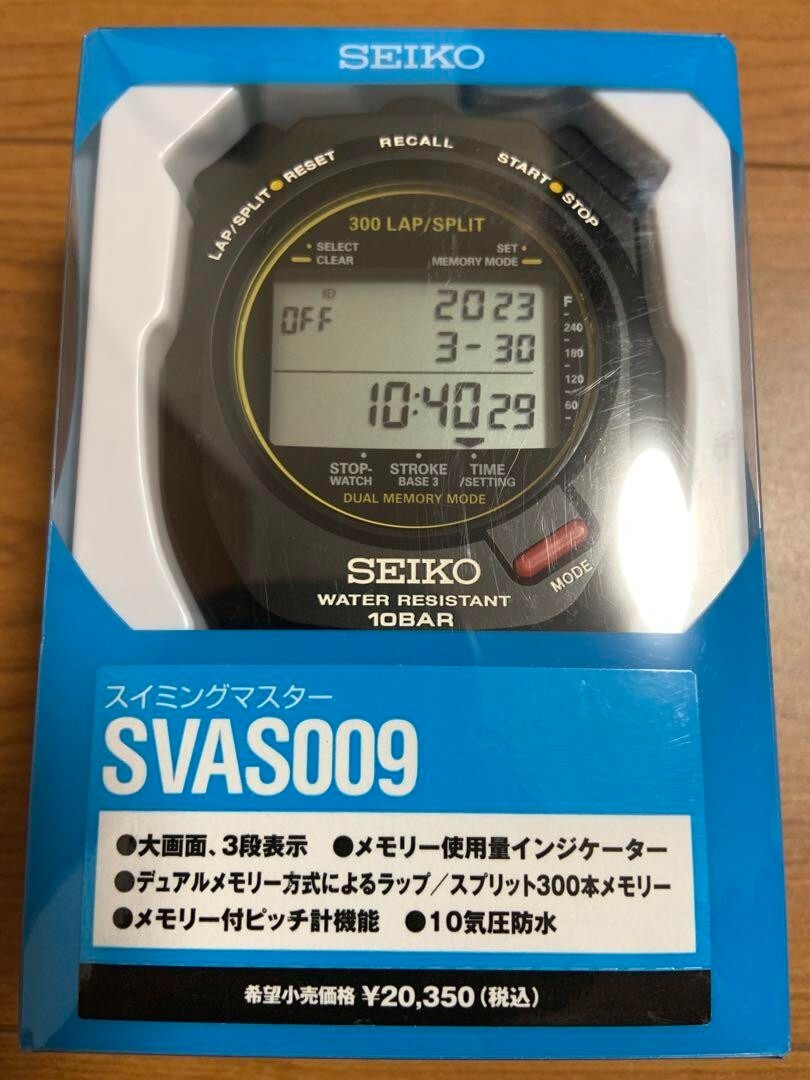 SEIKO
RECALL
LAP/SPLIT RESET
START STOP
300 LAP/SPLIT
SELECT
CLEAR
SET
MEMORY MODE
ID
OFF
2023
3-30
10:40 29
F
240
180
120
60
STOP-
WATCH
STROKE
BASE 3
TIME
/SETTING
DUAL MEMORY MODE
MODE
SEIKO
WATER RESISTANT
10BAR
スイミングマスター
SVAS009
●大画面、3段表示 ●メモリー使用量インジケーター
●デュアルメモリー方式によるラップ/スプリット300本メモリー
●メモリー付ピッチ計機能 ●10気圧防水
希望小売価格 ¥20,350(税込)